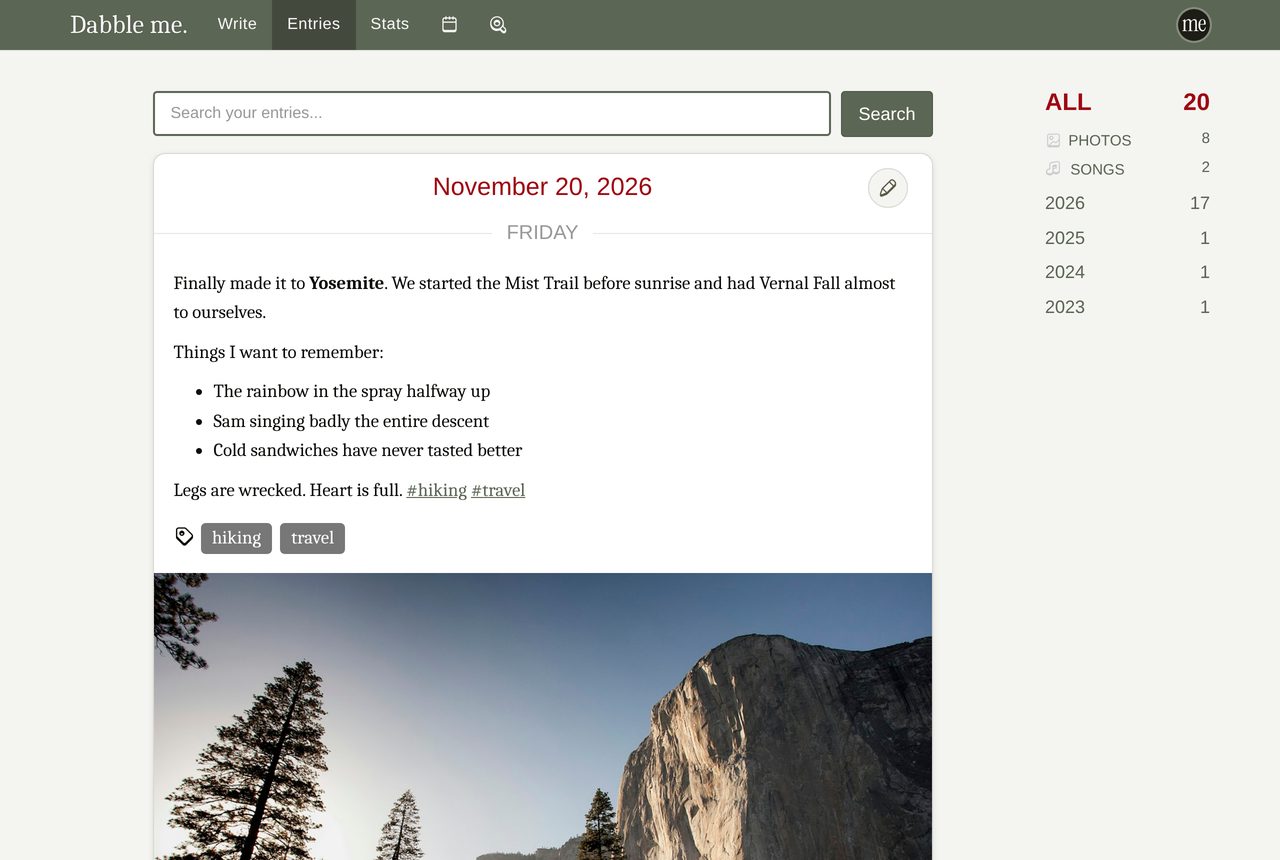 Dabble me.
Write
Entries
Stats
me
Search your entries...
Search
ALL 20
PHOTOS 8
SONGS 2
2026 17
2025 1
2024 1
2023 1
November 20, 2026
FRIDAY
Finally made it to Yosemite. We started the Mist Trail before sunrise and had Vernal Fall almost
to ourselves.
Things I want to remember:
• The rainbow in the spray halfway up
• Sam singing badly the entire descent
• Cold sandwiches have never tasted better
Legs are wrecked. Heart is full. #hiking #travel
hiking travel